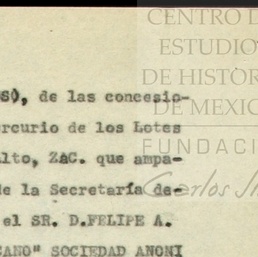 CENTRO D
ESTUDIO
DE HISTOR
DE MEXIC
FUNDACI
Carlos
SO), de las concesio-
ercurio de los Lotes
lto, ZAC. que ampa-
de la Secretaría de-
el SR. D.FELIPE A.
CANO" SOCIEDAD ANONI